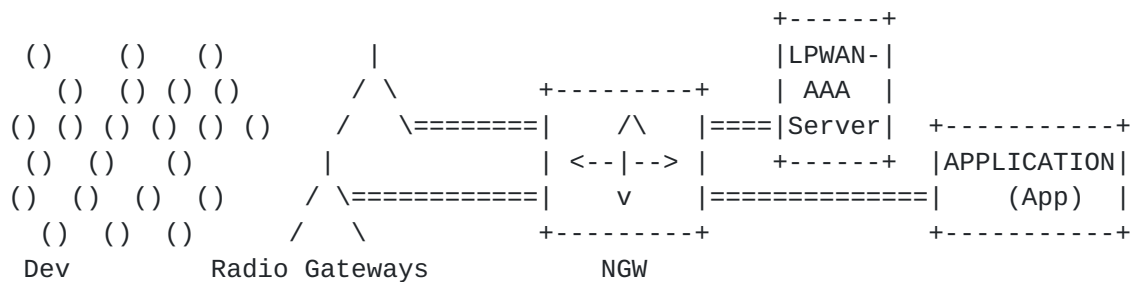 +------+
()     ()    ()         |                         |LPWAN-|
()  () () ()       / \         +---------+    | AAA  |
() () () () () ()    /   \========|    /\   |====|Server|  +-----------+
()  ()    ()         |             | <--|--> |    +------+  |APPLICATION|
()  ()  ()  ()     / \============|    v    |==============|    (App)  |
()  ()  ()       /   \           +---------+              +-----------+
Dev         Radio Gateways           NGW